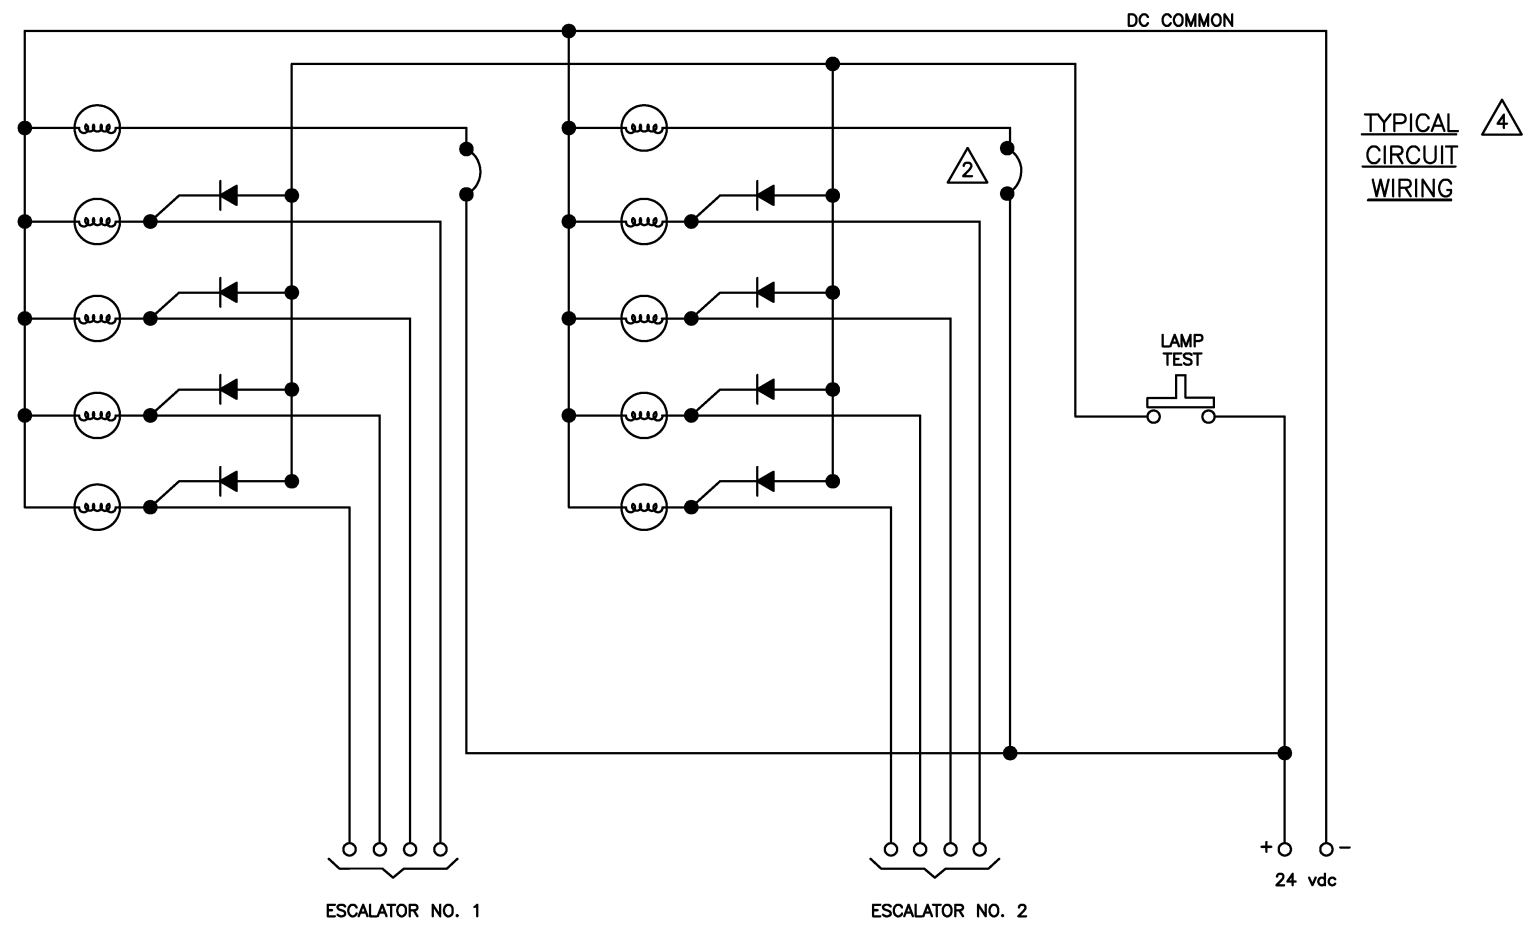 DC COMMON
TYPICAL
4
CIRCUIT
WIRING
2
LAMP
TEST
+
−
24 vdc
ESCALATOR NO. 1
ESCALATOR NO. 2